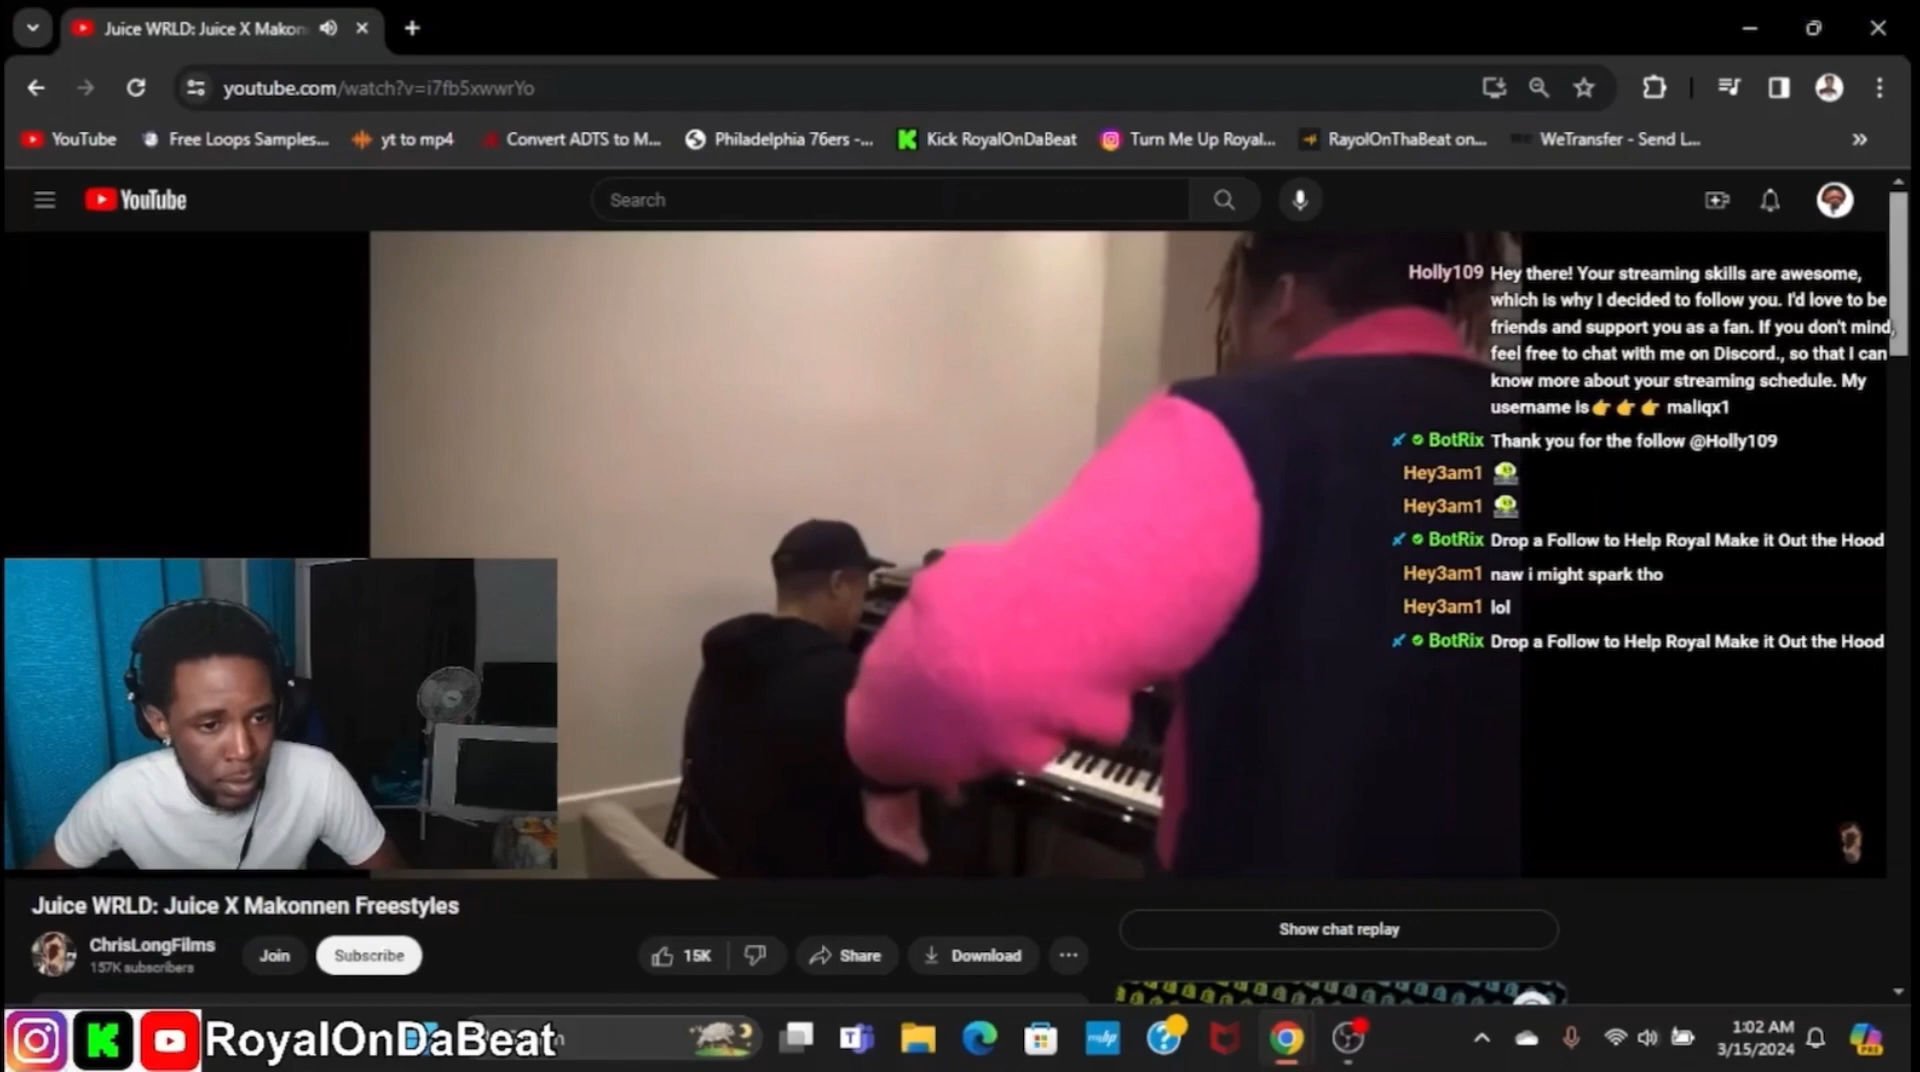 Juice WRLD: Juice X Makon
youtube.com/watch?v=i7fb5xwwrYo
YouTube
Free Loops Samples...
yt to mp4
Convert ADTS to M...
Philadelphia 76ers -...
Kick RoyalOnDaBeat
Turn Me Up Royal...
RayolOnThaBeat on...
WeTransfer - Send L...
YouTube
Search
Holly109 Hey there! Your streaming skills are awesome,
which is why I decided to follow you. I'd love to be
friends and support you as a fan. If you don't mind,
feel free to chat with me on Discord., so that I can
know more about your streaming schedule. My
username is👉👉👉 maliqx1
BotRix Thank you for the follow @Holly109
Hey3am1
Hey3am1
BotRix Drop a Follow to Help Royal Make it Out the Hood
Hey3am1 naw i might spark tho
Hey3am1 lol
BotRix Drop a Follow to Help Royal Make it Out the Hood
Juice WRLD: Juice X Makonnen Freestyles
ChrisLongFilms
157K subscribers
Join
Subscribe
15K
Share
Download
Show chat replay
RoyalOnDaBeat
myhp
PRE
1:02 AM
3/15/2024